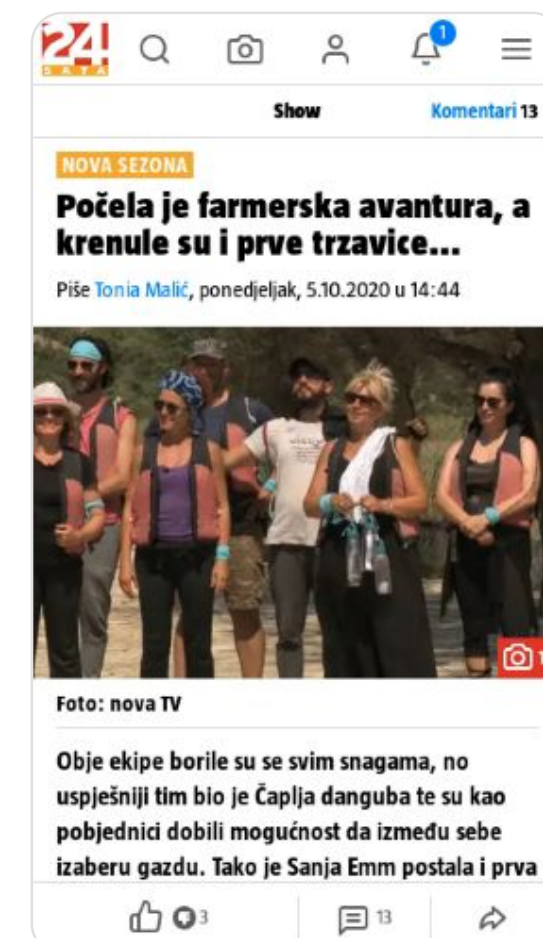 24
SATA
1
Show
Komentari 13
NOVA SEZONA
Počela je farmerska avantura, a
krenule su i prve trzavice...
Piše Tonia Malić, ponedjeljak, 5.10.2020 u 14:44
Foto: nova TV
Obje ekipe borile su se svim snagama, no
uspješniji tim bio je Čaplja danguba te su kao
pobjednici dobili mogućnost da između sebe
izaberu gazdu. Tako je Sanja Emm postala i prva
3
13